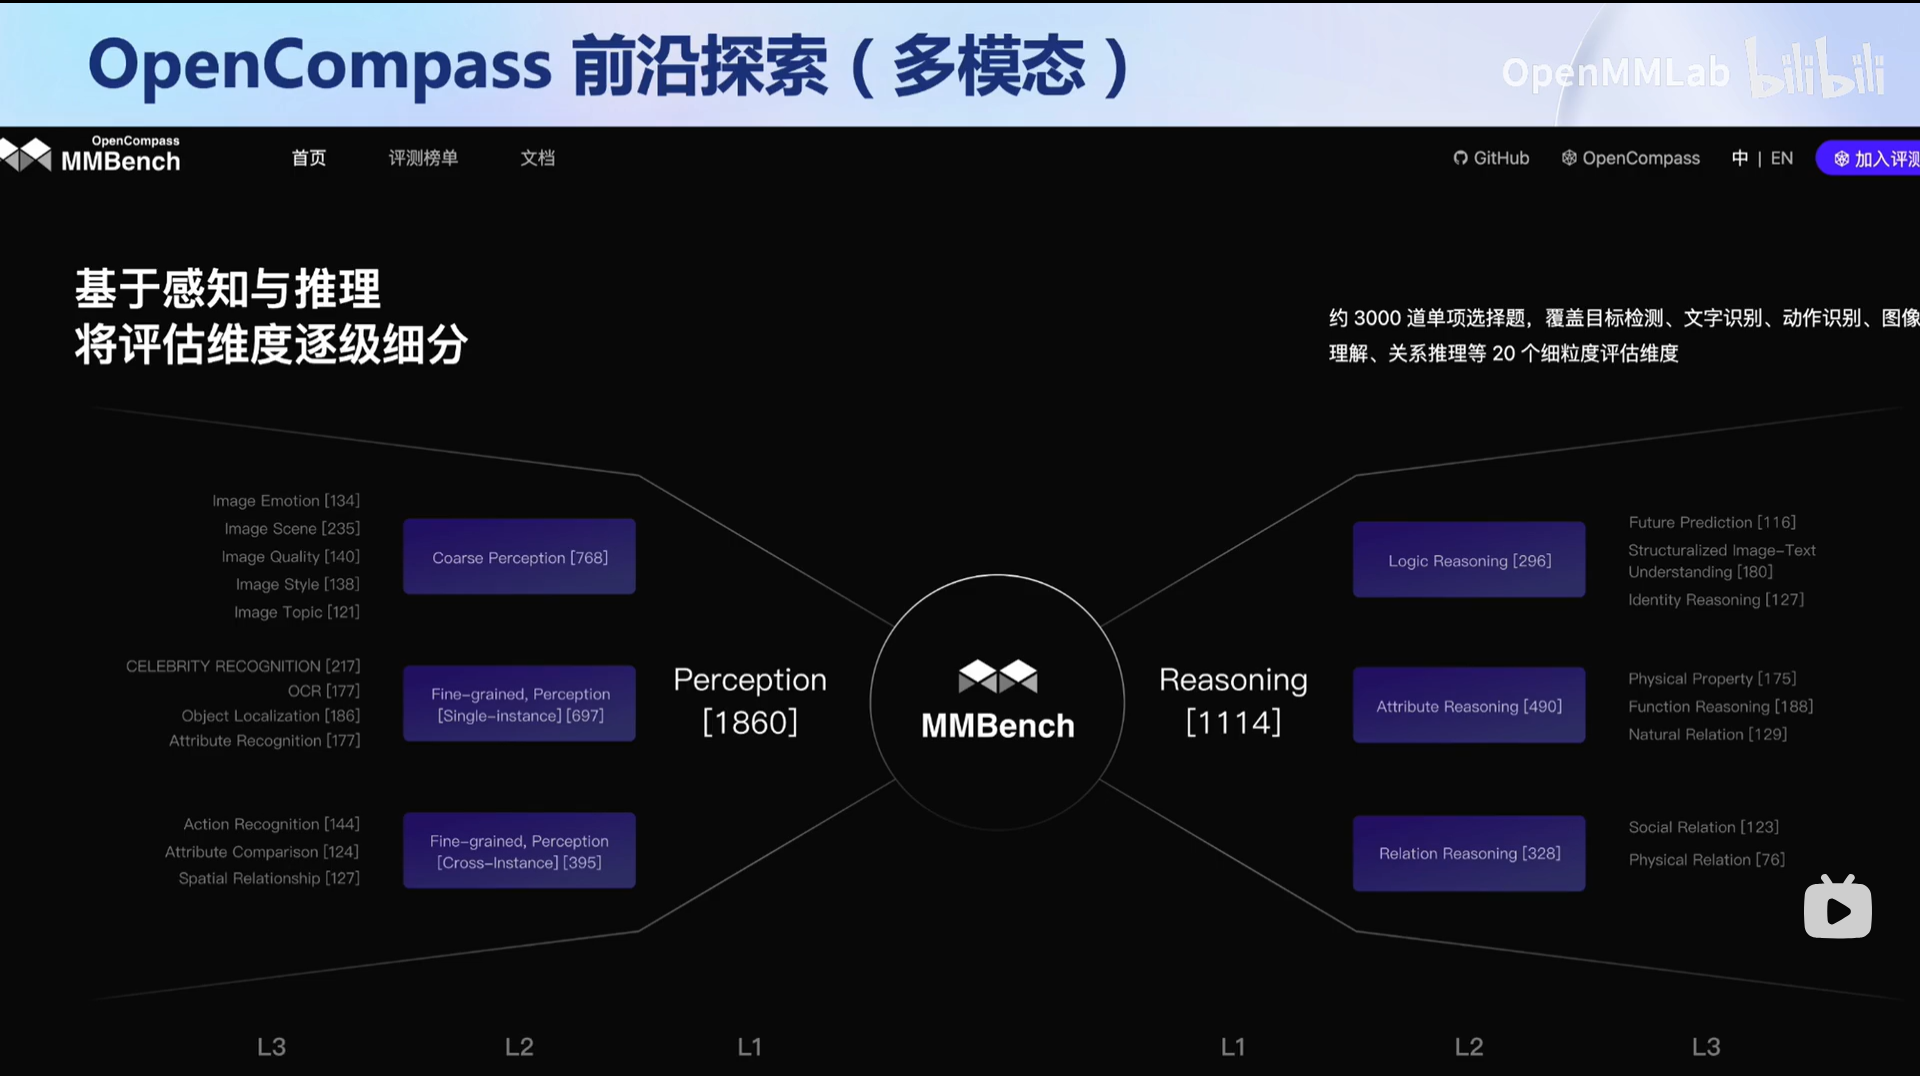 OpenCompass 前沿探索（多模态）
OpenMMLab bilibili
OpenCompass
MMBench
首页
评测榜单
文档
GitHub
OpenCompass
中 | EN
加入评测
基于感知与推理
将评估维度逐级细分
约 3000 道单项选择题，覆盖目标检测、文字识别、动作识别、图像
理解、关系推理等 20 个细粒度评估维度
Image Emotion [134]
Image Scene [235]
Image Quality [140]
Image Style [138]
Image Topic [121]
Coarse Perception [768]
CELEBRITY RECOGNITION [217]
OCR [177]
Object Localization [186]
Attribute Recognition [177]
Fine-grained, Perception
[Single-instance] [697]
Action Recognition [144]
Attribute Comparison [124]
Spatial Relationship [127]
Fine-grained, Perception
[Cross-Instance] [395]
Perception
[1860]
MMBench
Reasoning
[1114]
Logic Reasoning [296]
Future Prediction [116]
Structuralized Image-Text
Understanding [180]
Identity Reasoning [127]
Attribute Reasoning [490]
Physical Property [175]
Function Reasoning [188]
Natural Relation [129]
Relation Reasoning [328]
Social Relation [123]
Physical Relation [76]
L3
L2
L1
L1
L2
L3